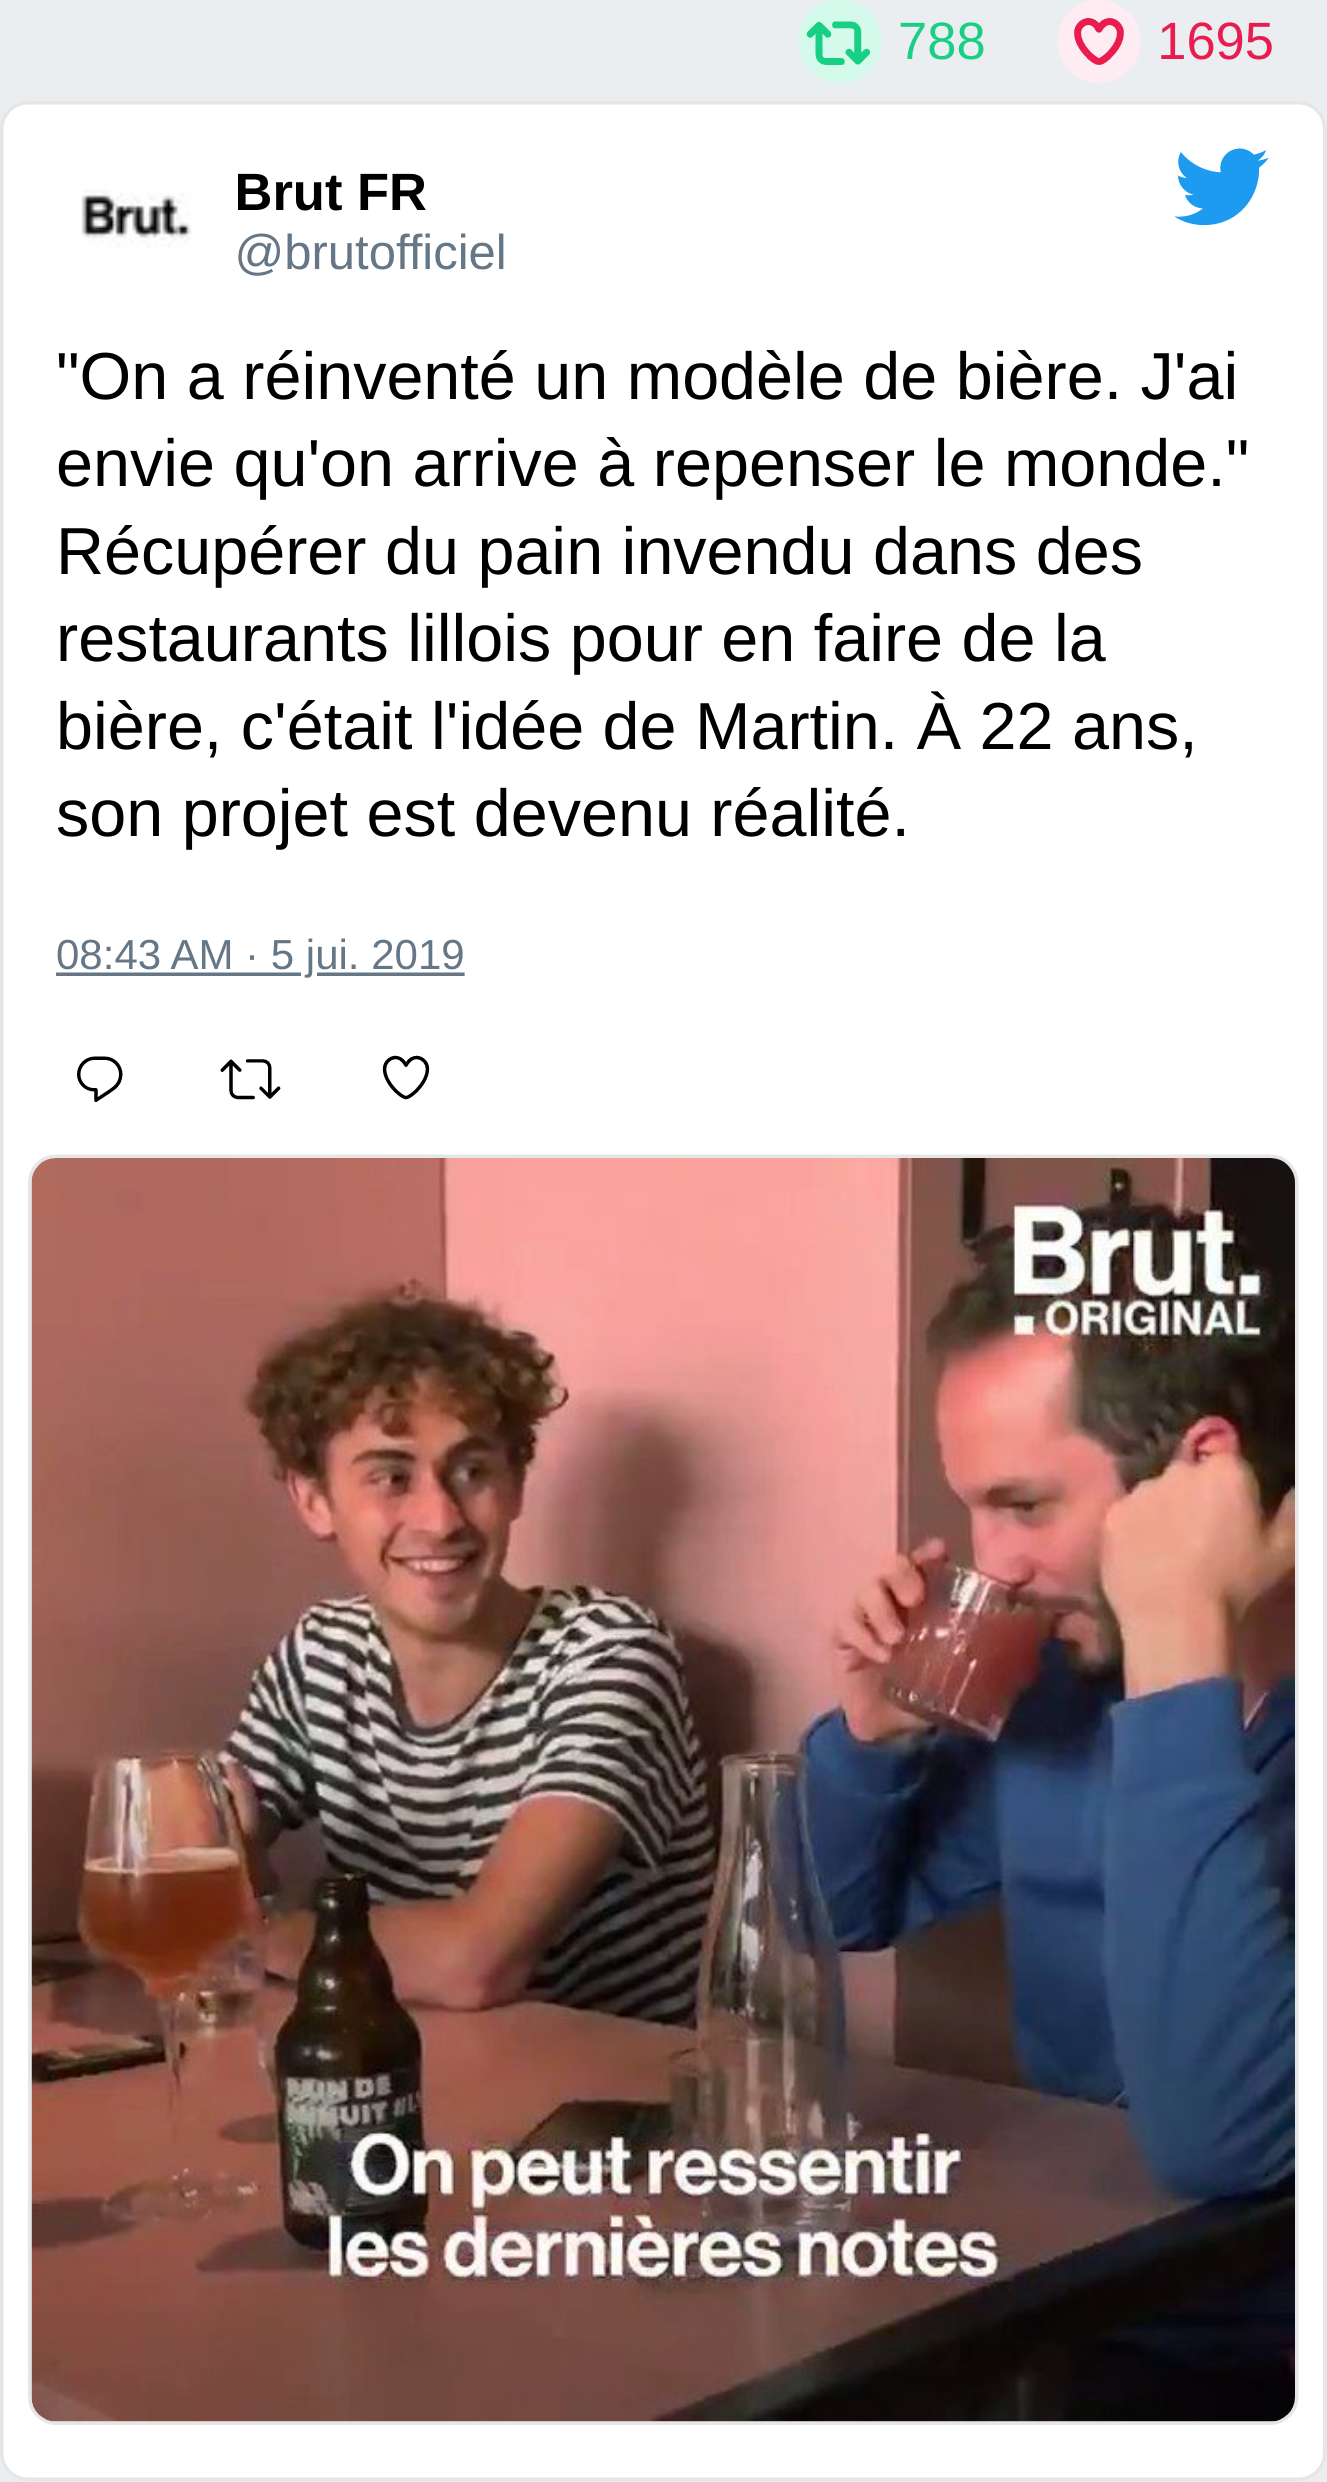 788 1695
Brut.
Brut FR
@brutofficiel
"On a réinventé un modèle de bière. J'ai
envie qu'on arrive à repenser le monde."
Récupérer du pain invendu dans des
restaurants lillois pour en faire de la
bière, c'était l'idée de Martin. À 22 ans,
son projet est devenu réalité.
08:43 AM · 5 jui. 2019
Brut.
ORIGINAL
DE
On peut ressentir
les dernières notes